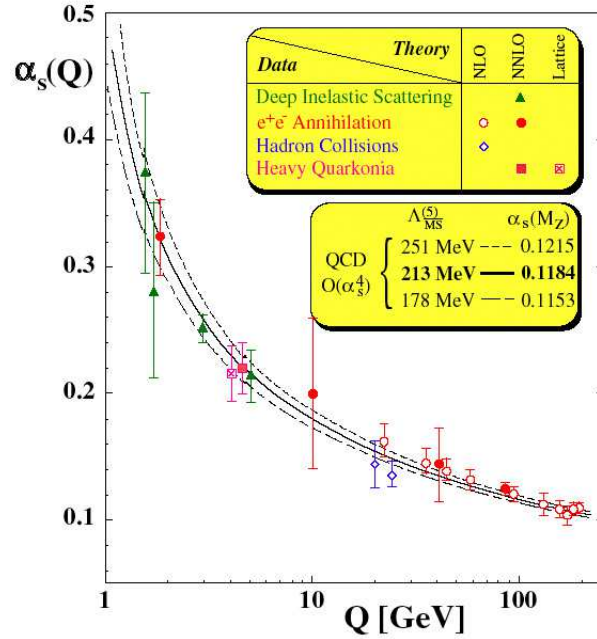 0.5
αs(Q)
0.4
0.3
0.2
0.1
Theory
Data
NLO
NNLO
Lattice
Deep Inelastic Scattering
e⁺e⁻ Annihilation
Hadron Collisions
Heavy Quarkonia
Λ(5)MS αs(MZ)
QCD
O(αs⁴)
251 MeV 0.1215
213 MeV 0.1184
178 MeV 0.1153
1 2 10 100
Q [GeV]